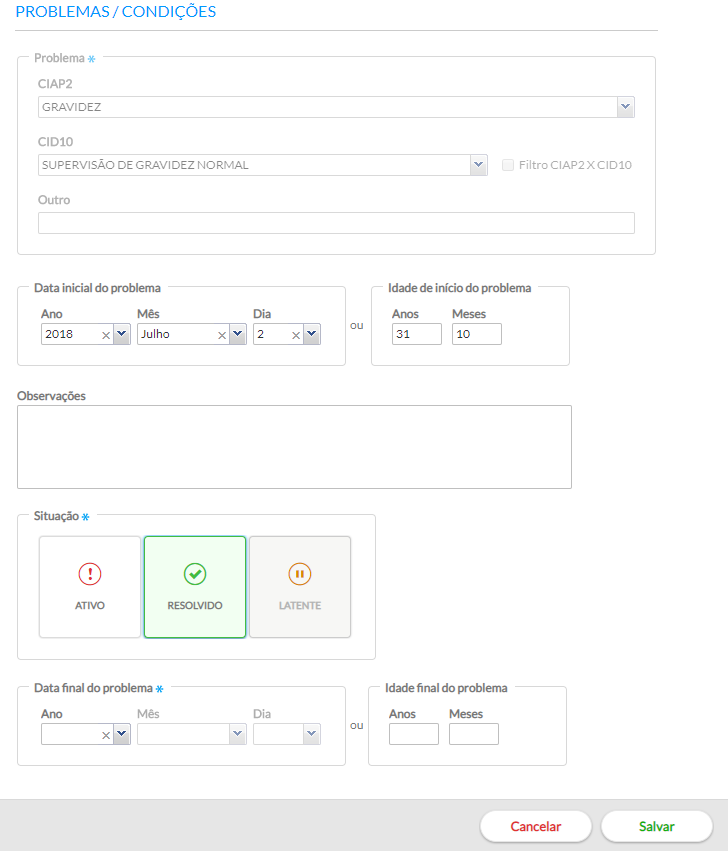 PROBLEMAS / CONDIÇÕES
Problema *
CIAP2
GRAVIDEZ
CID10
SUPERVISÃO DE GRAVIDEZ NORMAL
Filtro CIAP2 X CID10
Outro
Data inicial do problema
Idade de início do problema
Ano Mês Dia
Anos Meses
2018 Julho 2
ou
31 10
Observações
Situação *
ATIVO RESOLVIDO LATENTE
Data final do problema *
Idade final do problema
Ano Mês Dia
Anos Meses
ou
Cancelar Salvar